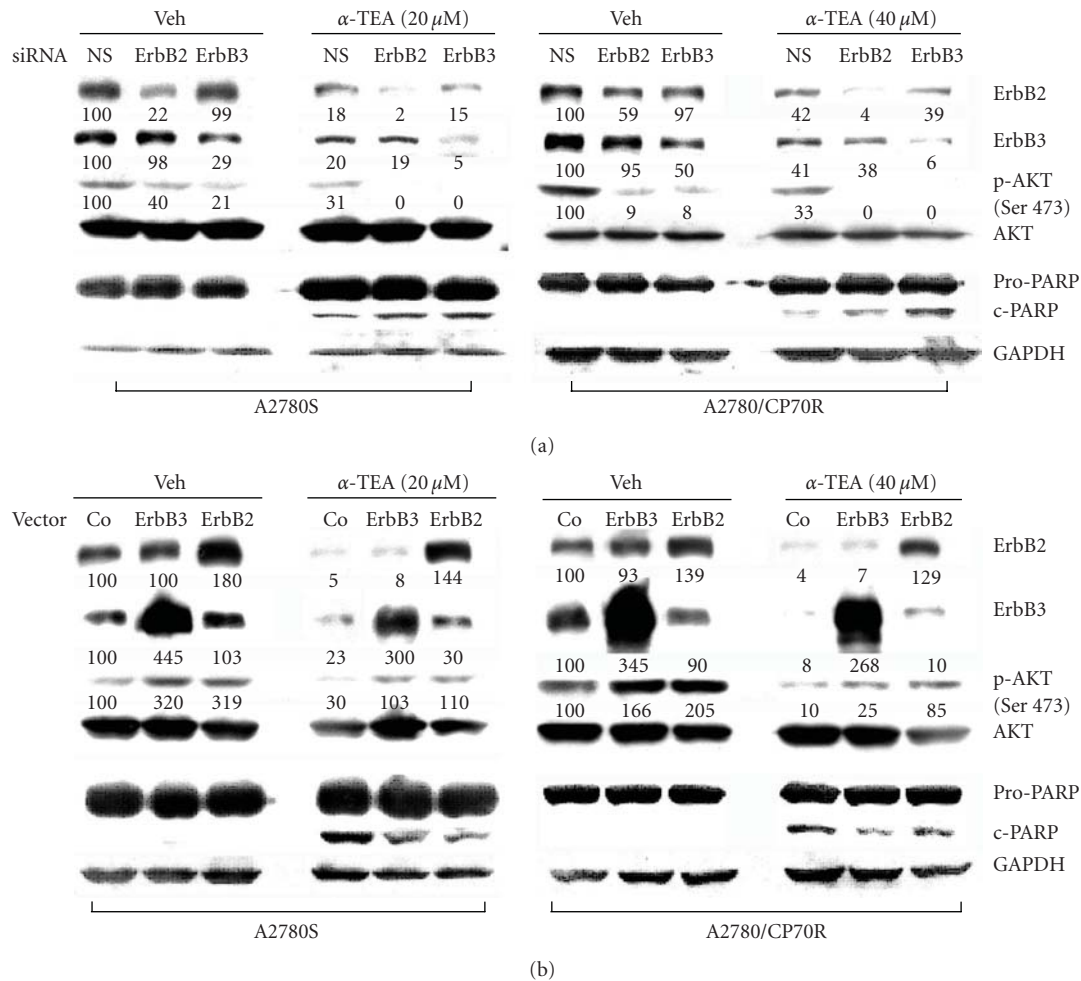 Veh α-TEA (20 μM) Veh α-TEA (40 μM)
siRNA NS ErbB2 ErbB3 NS ErbB2 ErbB3 NS ErbB2 ErbB3 NS ErbB2 ErbB3
ErbB2
100 22 99 18 2 15 100 59 97 42 4 39
ErbB3
100 98 29 20 19 5 100 95 50 41 38 6
p-AKT
(Ser 473)
100 40 21 31 0 0 100 9 8 33 0 0
AKT
Pro-PARP
c-PARP
GAPDH
A2780S A2780/CP70R
(a)
Veh α-TEA (20 μM) Veh α-TEA (40 μM)
Vector Co ErbB3 ErbB2 Co ErbB3 ErbB2 Co ErbB3 ErbB2 Co ErbB3 ErbB2
ErbB2
100 100 180 5 8 144 100 93 139 4 7 129
ErbB3
100 445 103 23 300 30 100 345 90 8 268 10
p-AKT
(Ser 473)
100 320 319 30 103 110 100 166 205 10 25 85
AKT
Pro-PARP
c-PARP
GAPDH
A2780S A2780/CP70R
(b)